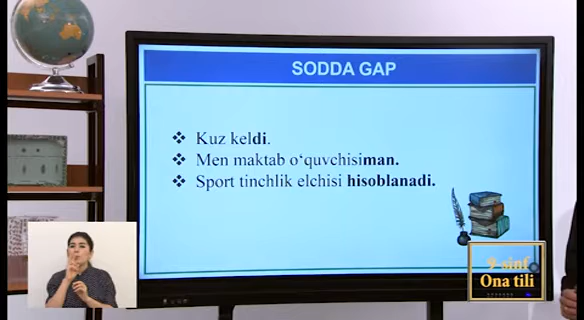 SODDA GAP
❖ Kuz keldi.
❖ Men maktab o‘quvchisiman.
❖ Sport tinchlik elchisi hisoblanadi.
9-sinf
Ona tili